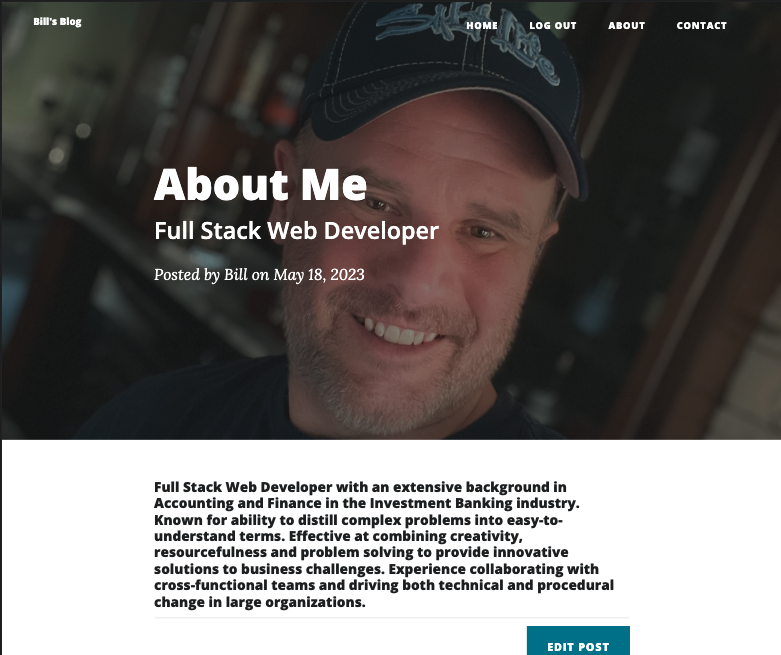 Bill's Blog
HOME LOG OUT ABOUT CONTACT
Salt Life
About Me
Full Stack Web Developer
Posted by Bill on May 18, 2023
Full Stack Web Developer with an extensive background in
Accounting and Finance in the Investment Banking industry.
Known for ability to distill complex problems into easy-to-
understand terms. Effective at combining creativity,
resourcefulness and problem solving to provide innovative
solutions to business challenges. Experience collaborating with
cross-functional teams and driving both technical and procedural
change in large organizations.
EDIT POST